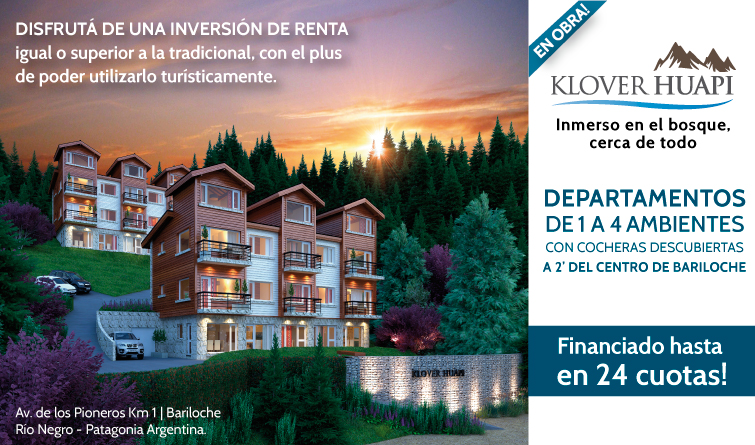 DISFRUTÁ DE UNA INVERSIÓN DE RENTA
igual o superior a la tradicional, con el plus
de poder utilizarlo turísticamente.
KLOVER HUAPI
Av. de los Pioneros Km 1 | Bariloche
Río Negro - Patagonia Argentina.
EN OBRA!
KLOVER HUAPI
Inmerso en el bosque,
cerca de todo
DEPARTAMENTOS
DE 1 A 4 AMBIENTES
CON COCHERAS DESCUBIERTAS
A 2' DEL CENTRO DE BARILOCHE
Financiado hasta
en 24 cuotas!